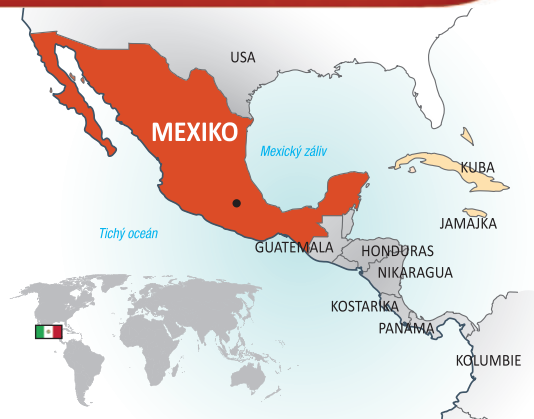 USA
MEXIKO
Mexický záliv
KUBA
JAMAJKA
Tichý oceán
GUATEMALA
HONDURAS
NIKARAGUA
KOSTARIKA
PANAMA
KOLUMBIE